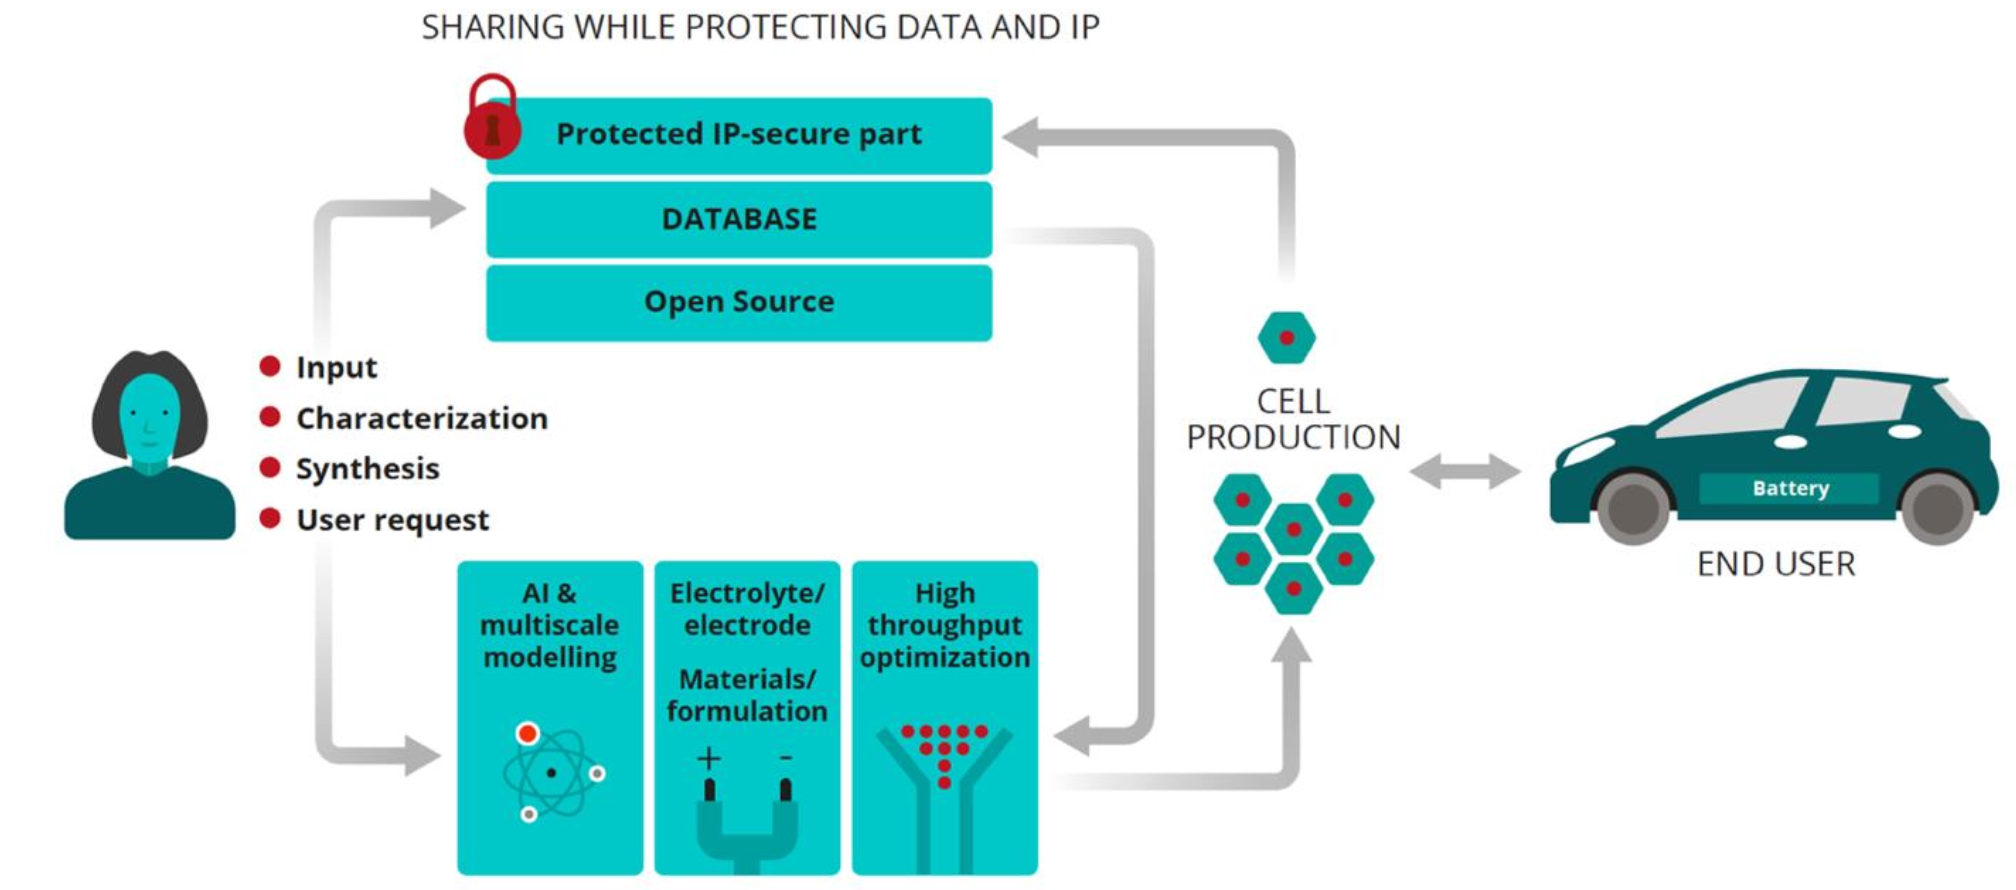 SHARING WHILE PROTECTING DATA AND IP
Protected IP-secure part
DATABASE
Open Source
Input
Characterization
Synthesis
User request
AI &
multiscale
modelling
Electrolyte/
electrode
Materials/
formulation
+ -
High
throughput
optimization
CELL
PRODUCTION
Battery
END USER